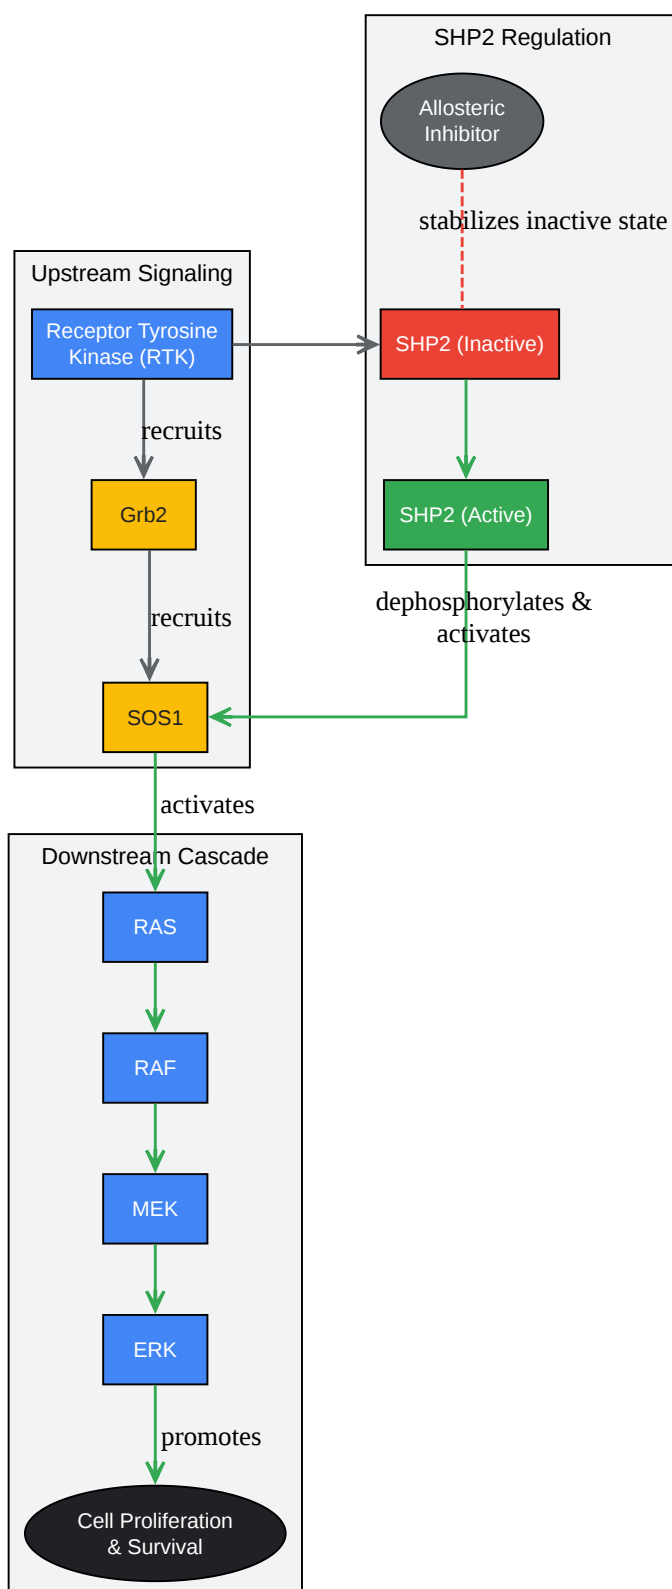 SHP2 Regulation
Allosteric
Inhibitor
stabilizes inactive state
Upstream Signaling
Receptor Tyrosine
Kinase (RTK)
SHP2 (Inactive)
recruits
Grb2
SHP2 (Active)
recruits
dephosphorylates &
activates
SOS1
activates
Downstream Cascade
RAS
RAF
MEK
ERK
promotes
Cell Proliferation
& Survival